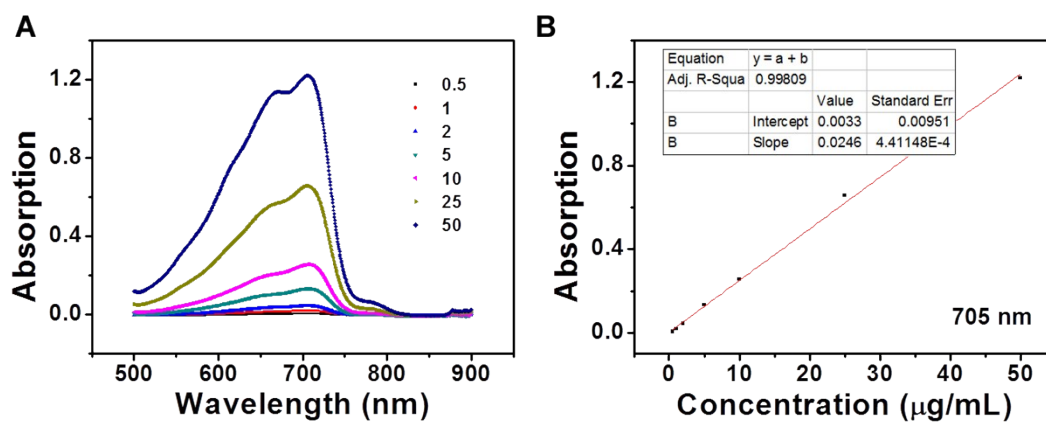 A
Absorption
1.2
0.8
0.4
0.0
500
600
700
800
900
Wavelength (nm)
0.5
1
2
5
10
25
50
B
Absorption
1.2
0.8
0.4
0.0
0
10
20
30
40
50
Concentration (μg/mL)
Equation y = a + b
Adj. R-Squa 0.99809
Value Standard Err
B Intercept 0.0033 0.00951
B Slope 0.0246 4.41148E-4
705 nm